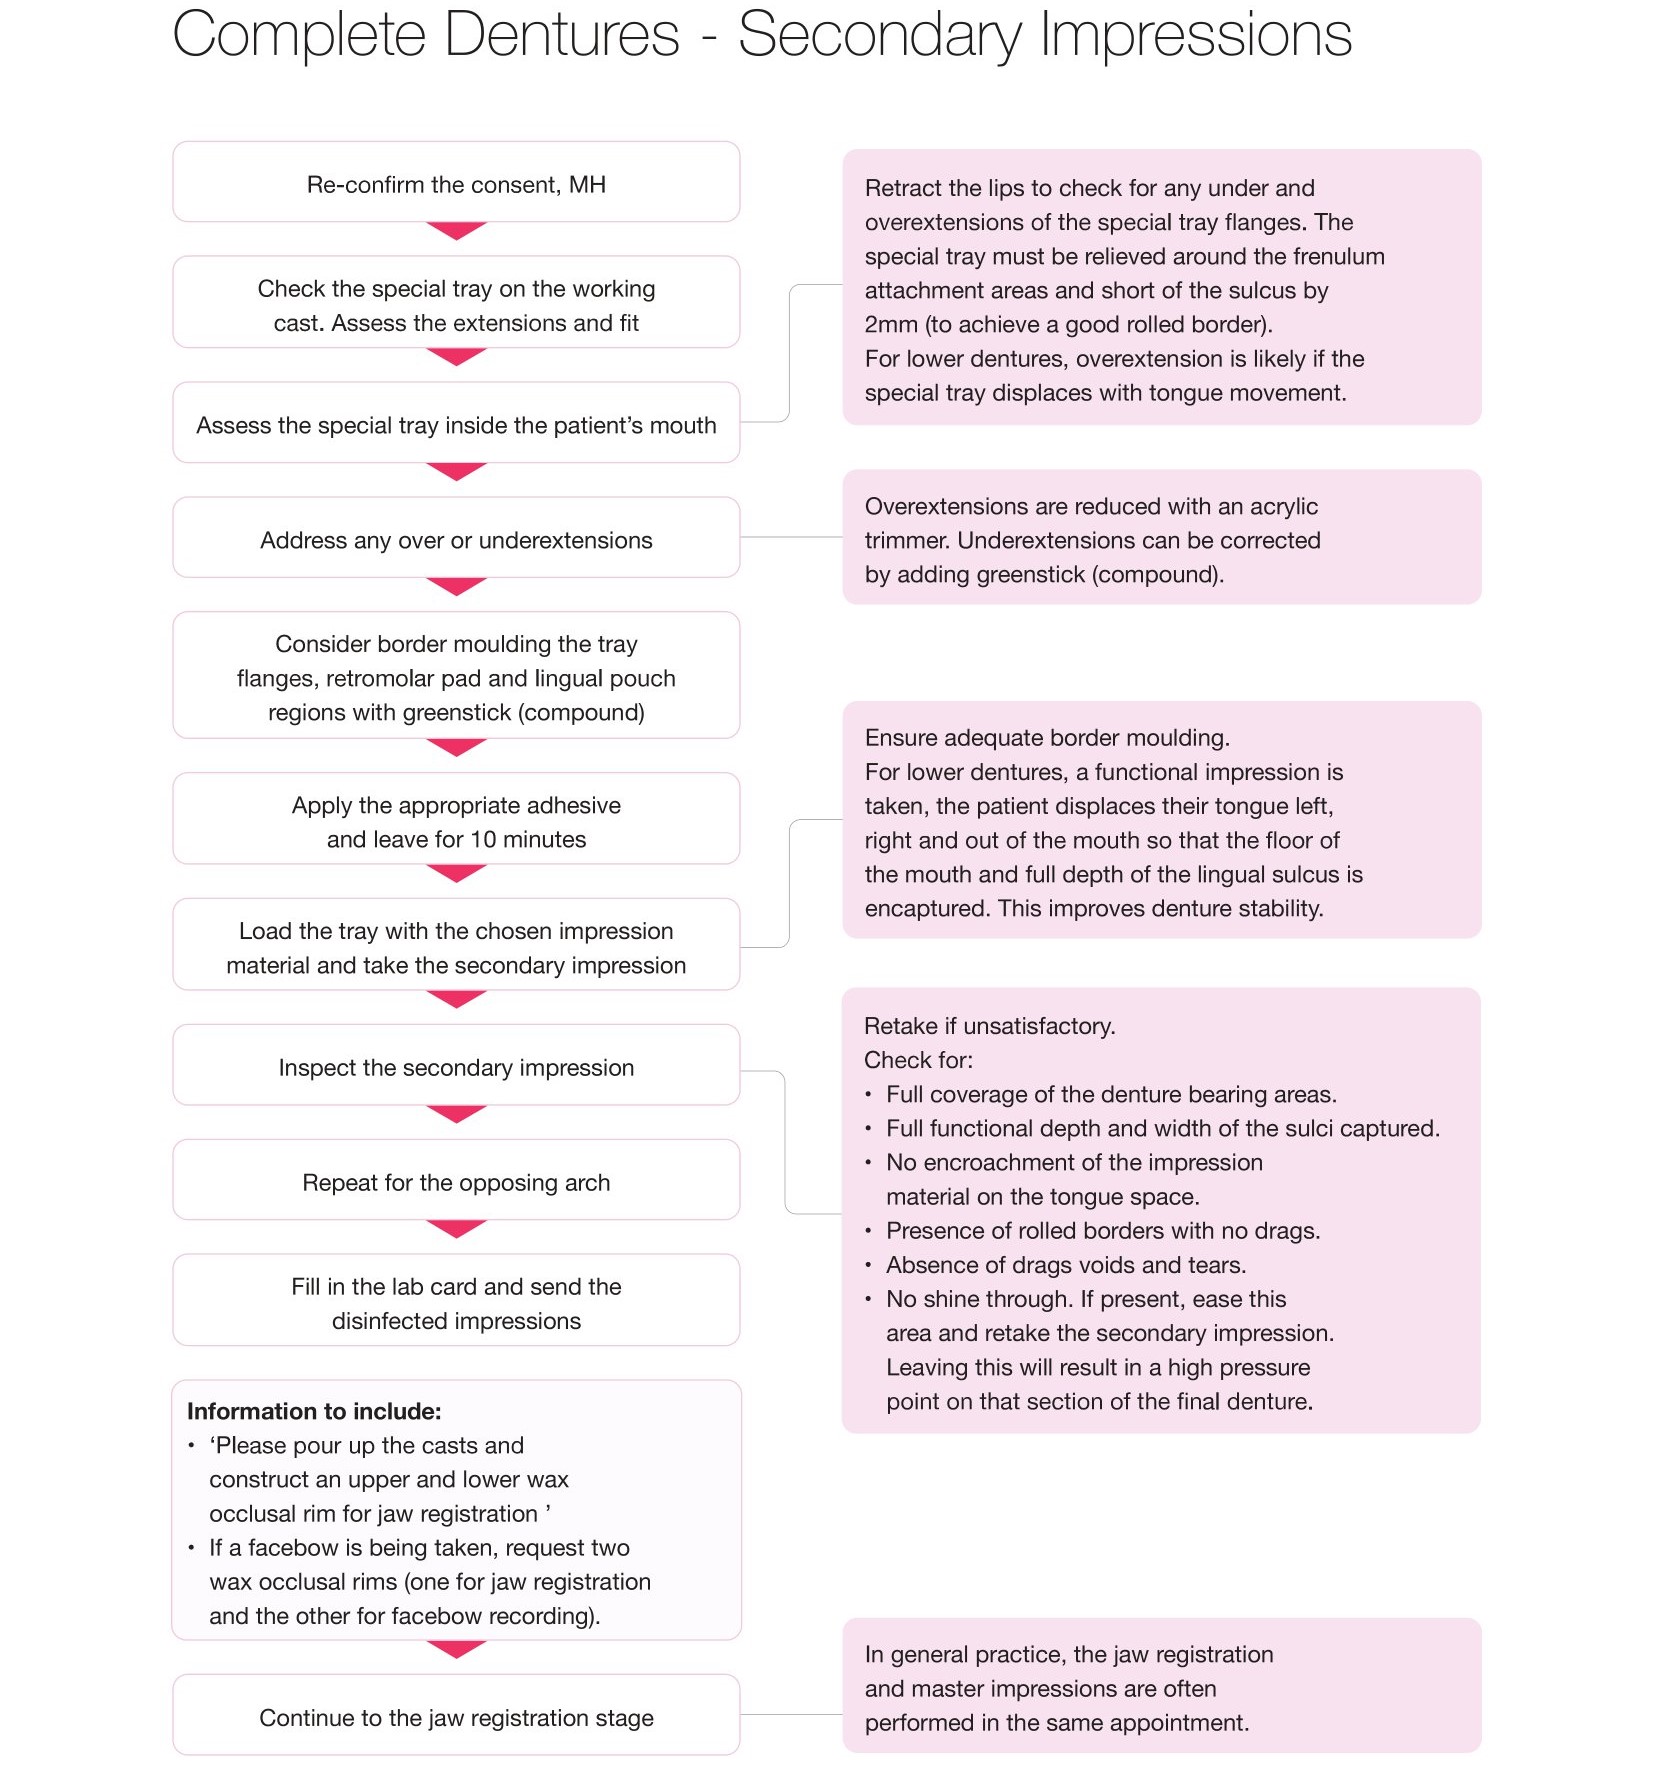 Complete Dentures - Secondary Impressions
Re-confirm the consent, MH
Check the special tray on the working
cast. Assess the extensions and fit
Assess the special tray inside the patient’s mouth
Retract the lips to check for any under and
overextensions of the special tray flanges. The
special tray must be relieved around the frenulum
attachment areas and short of the sulcus by
2mm (to achieve a good rolled border).
For lower dentures, overextension is likely if the
special tray displaces with tongue movement.
Address any over or underextensions
Overextensions are reduced with an acrylic
trimmer. Underextensions can be corrected
by adding greenstick (compound).
Consider border moulding the tray
flanges, retromolar pad and lingual pouch
regions with greenstick (compound)
Apply the appropriate adhesive
and leave for 10 minutes
Load the tray with the chosen impression
material and take the secondary impression
Ensure adequate border moulding.
For lower dentures, a functional impression is
taken, the patient displaces their tongue left,
right and out of the mouth so that the floor of
the mouth and full depth of the lingual sulcus is
encaptured. This improves denture stability.
Inspect the secondary impression
Retake if unsatisfactory.
Check for:
• Full coverage of the denture bearing areas.
• Full functional depth and width of the sulci captured.
• No encroachment of the impression
material on the tongue space.
• Presence of rolled borders with no drags.
• Absence of drags voids and tears.
• No shine through. If present, ease this
area and retake the secondary impression.
Leaving this will result in a high pressure
point on that section of the final denture.
Repeat for the opposing arch
Fill in the lab card and send the
disinfected impressions
Information to include:
• ‘Please pour up the casts and
construct an upper and lower wax
occlusal rim for jaw registration ’
• If a facebow is being taken, request two
wax occlusal rims (one for jaw registration
and the other for facebow recording).
Continue to the jaw registration stage
In general practice, the jaw registration
and master impressions are often
performed in the same appointment.